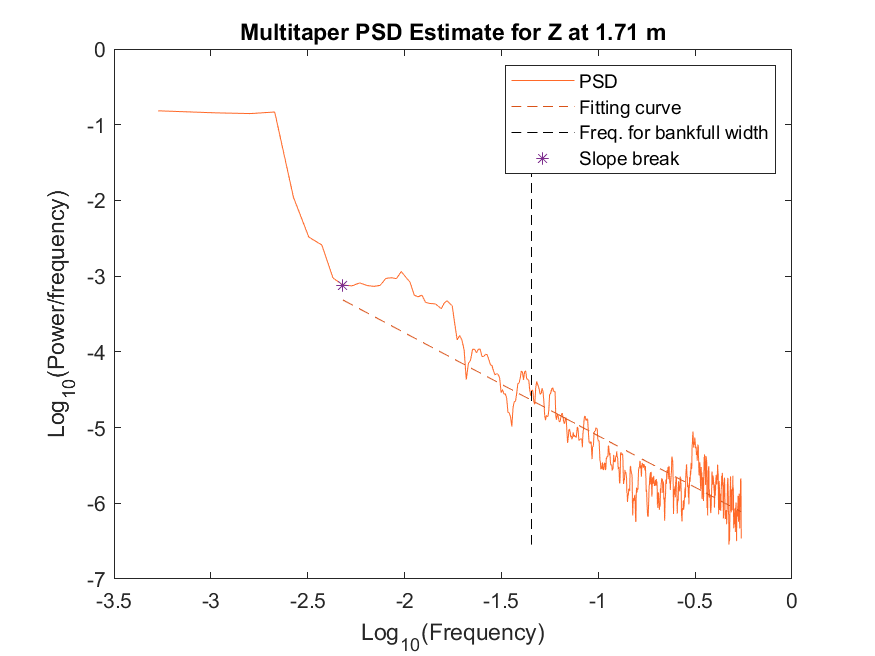 Multitaper PSD Estimate for Z at 1.71 m
PSD
Fitting curve
Freq. for bankfull width
Slope break
Log10(Power/frequency)
0
-1
-2
-3
-4
-5
-6
-7
-3.5 -3 -2.5 -2 -1.5 -1 -0.5 0
Log10(Frequency)